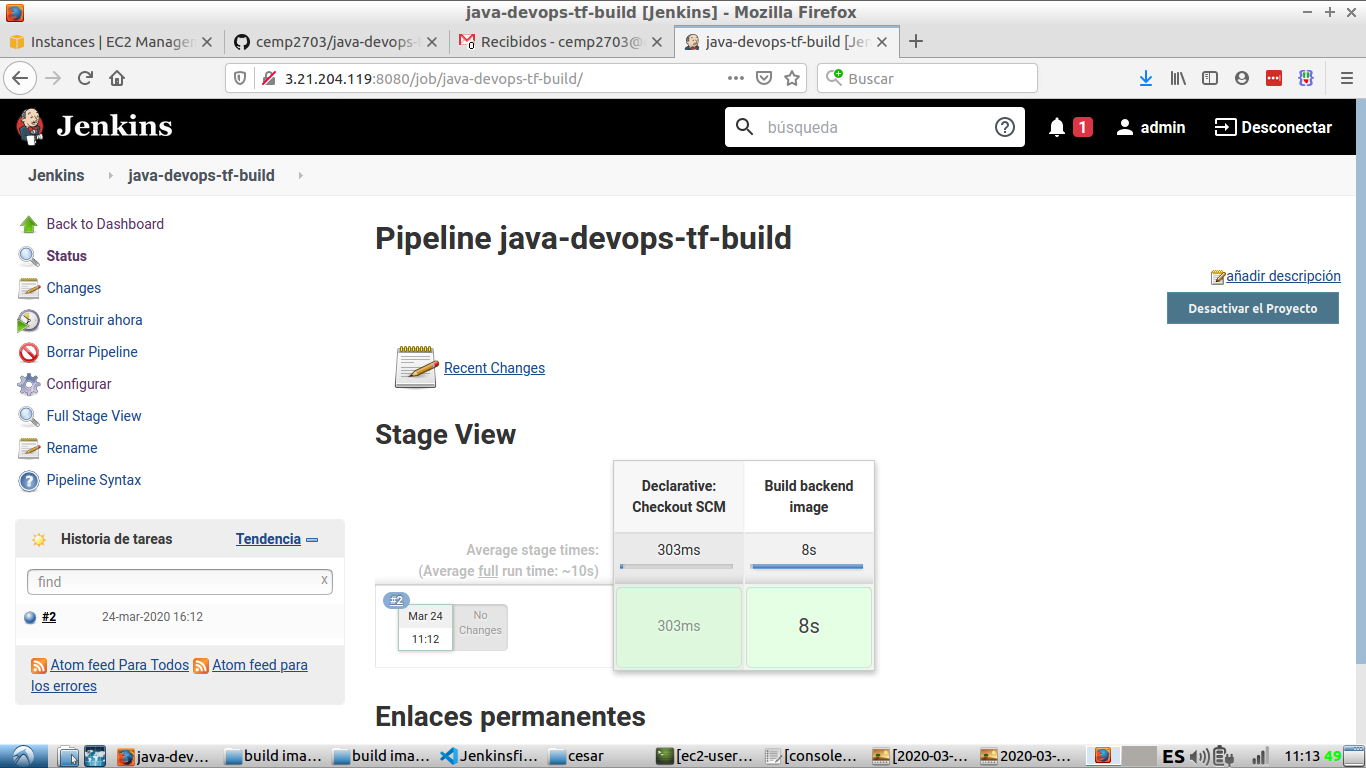 java-devops-tf-build [Jenkins] - Mozilla Firefox
Instances | EC2 Manager
cemp2703/java-devops-
Recibidos - cemp2703@
java-devops-tf-build [Jen
3.21.204.119:8080/job/java-devops-tf-build/
Buscar
Jenkins
búsqueda
1
admin
Desconectar
Jenkins
java-devops-tf-build
Back to Dashboard
Status
Changes
Construir ahora
Borrar Pipeline
Configurar
Full Stage View
Rename
Pipeline Syntax
Historia de tareas
Tendencia
find
x
#2
24-mar-2020 16:12
Atom feed Para Todos
Atom feed para
los errores
Pipeline java-devops-tf-build
añadir descripción
Desactivar el Proyecto
Recent Changes
Stage View
Declarative:
Checkout SCM
Build backend
image
Average stage times:
(Average full run time: ~10s)
303ms
8s
#2
Mar 24
11:12
No
Changes
303ms
8s
Enlaces permanentes
java-dev...
build ima...
build ima...
Jenkinsfi...
cesar
[ec2-user...
[console...
[2020-03-...
2020-03-...
ES
11:13
49